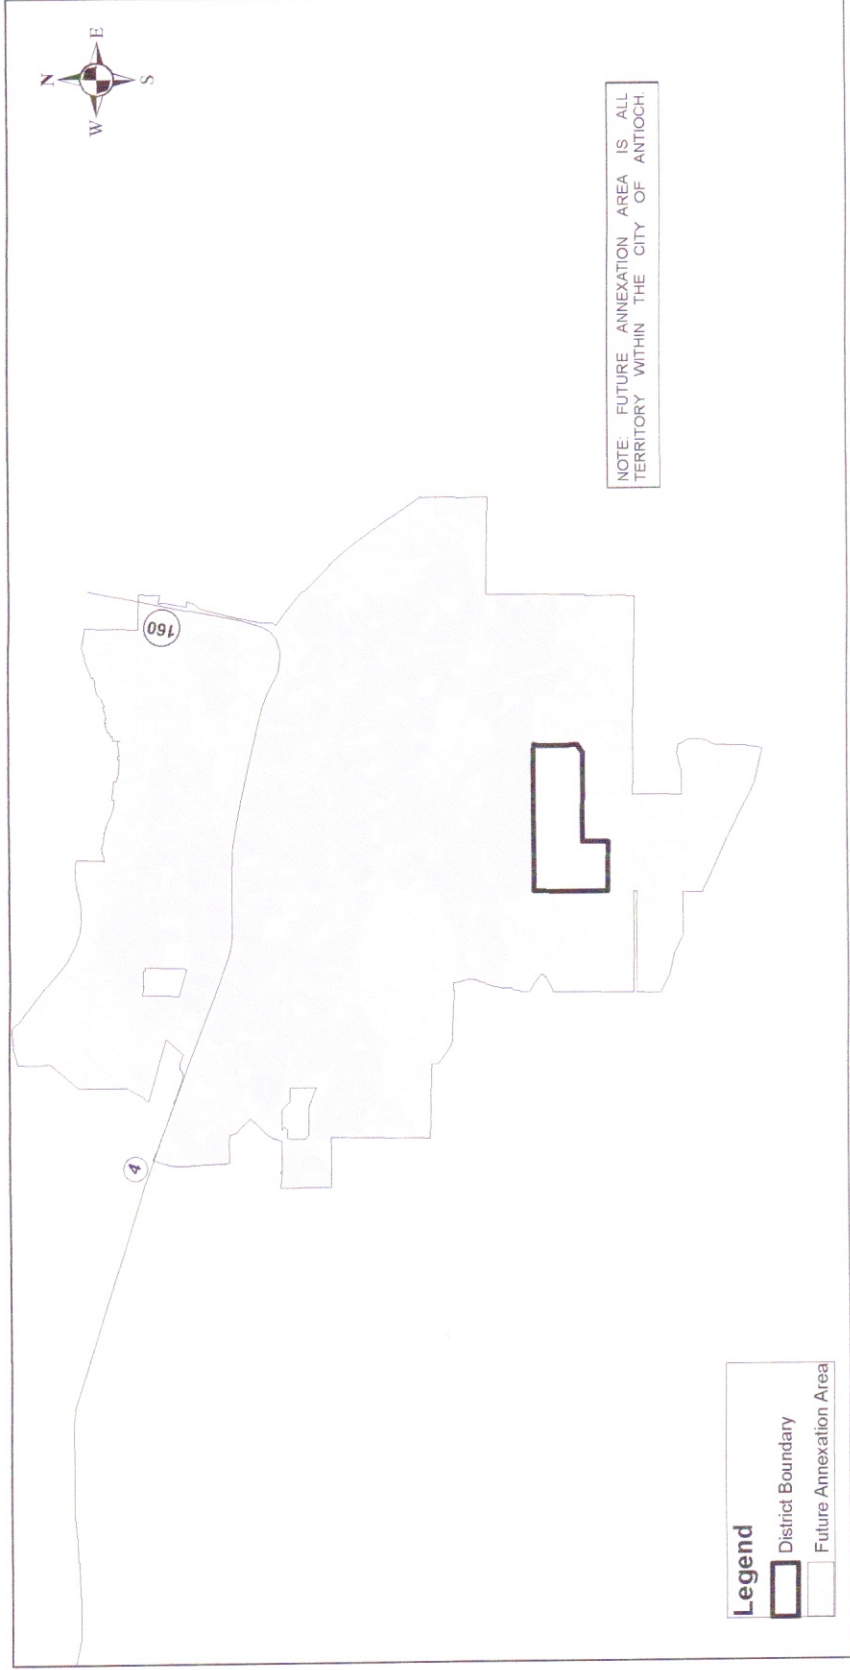 N
W
E
S
160
4
NOTE: FUTURE ANNEXATION AREA IS ALL
TERRITORY WITHIN THE CITY OF ANTIOCH.
Legend
District Boundary
Future Annexation Area